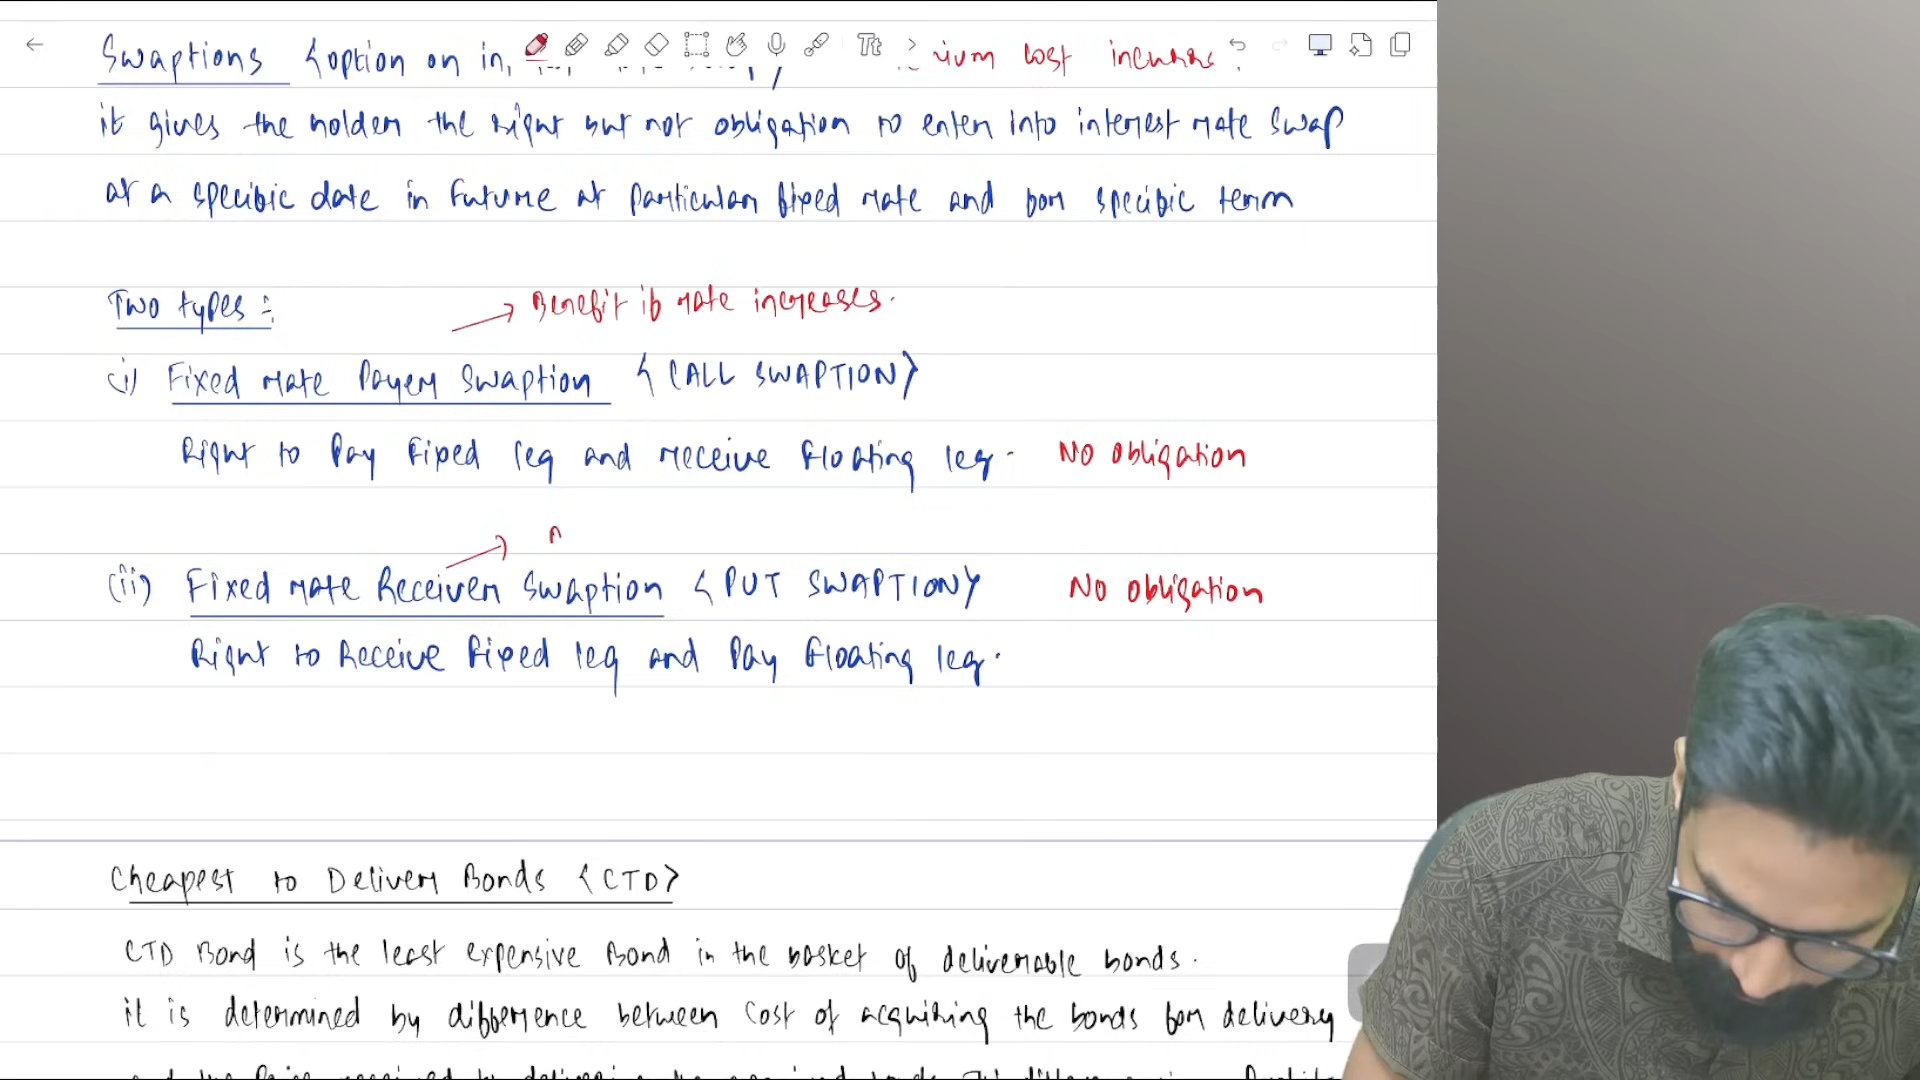 Swaptions {option on in
rium cost increase
it gives the holder the right but not obligation to enter into interest rate swap
at a specific date in future at particular fixed rate and for specific term
Two types :-
→ Benefit if rate increases.
(i) Fixed rate Payer Swaption {CALL SWAPTION}
Right to Pay Fixed leg and receive Floating leg. No obligation
(ii) Fixed rate Receiver Swaption {PUT SWAPTION} No obligation
Right to Receive Fixed leg and Pay Floating leg.
Cheapest to Deliver Bonds {CTD}
CTD Bond is the least expensive Bond in the basket of deliverable bonds.
it is determined by difference between cost of acquiring the bonds for delivery